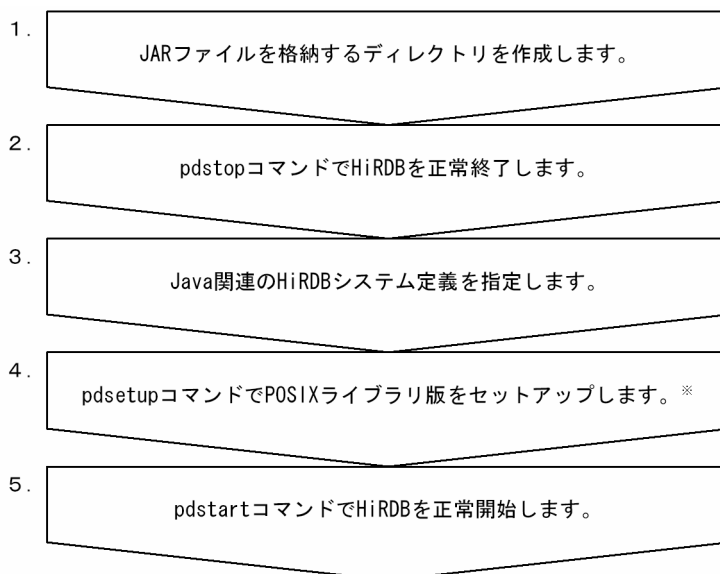 1. JARファイルを格納するディレクトリを作成します。
2. pdstopコマンドでHiRDBを正常終了します。
3. Java関連のHiRDBシステム定義を指定します。
4. pdsetupコマンドでPOSIXライブラリ版をセットアップします。※
5. pdstartコマンドでHiRDBを正常開始します。